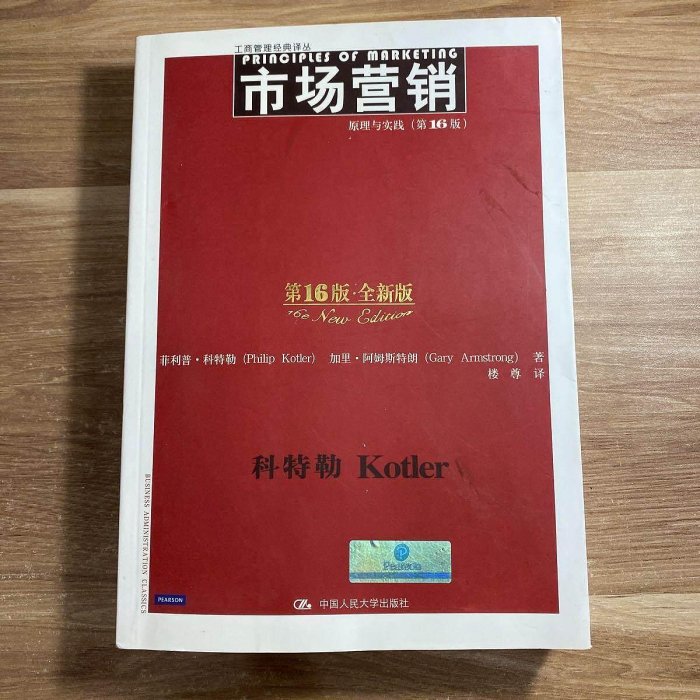 工商管理经典译丛
PRINCIPLES OF MARKETING
市场营销
原理与实践（第16版）
第16版·全新版
16e New Edition
菲利普·科特勒（Philip Kotler） 加里·阿姆斯特朗（Gary Armstrong） 著
楼尊 译
科特勒 Kotler
BUSINESS ADMINISTRATION CLASSICS
Pearson
PEARSON
中国人民大学出版社